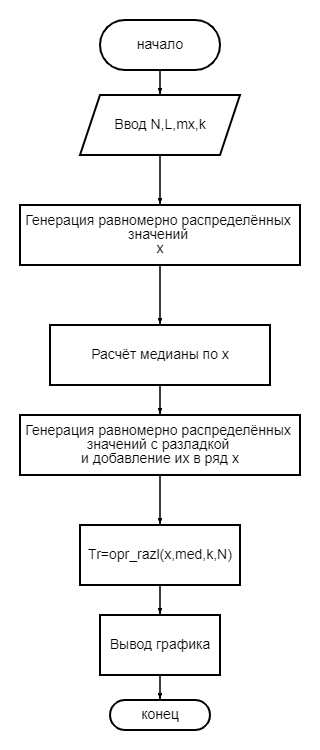 начало
Ввод N,L,mx,k
Генерация равномерно распределённых
значений
x
Расчёт медианы по x
Генерация равномерно распределённых
значений с разладкой
и добавление их в ряд x
Tr=opr_razl(x,med,k,N)
Вывод графика
конец